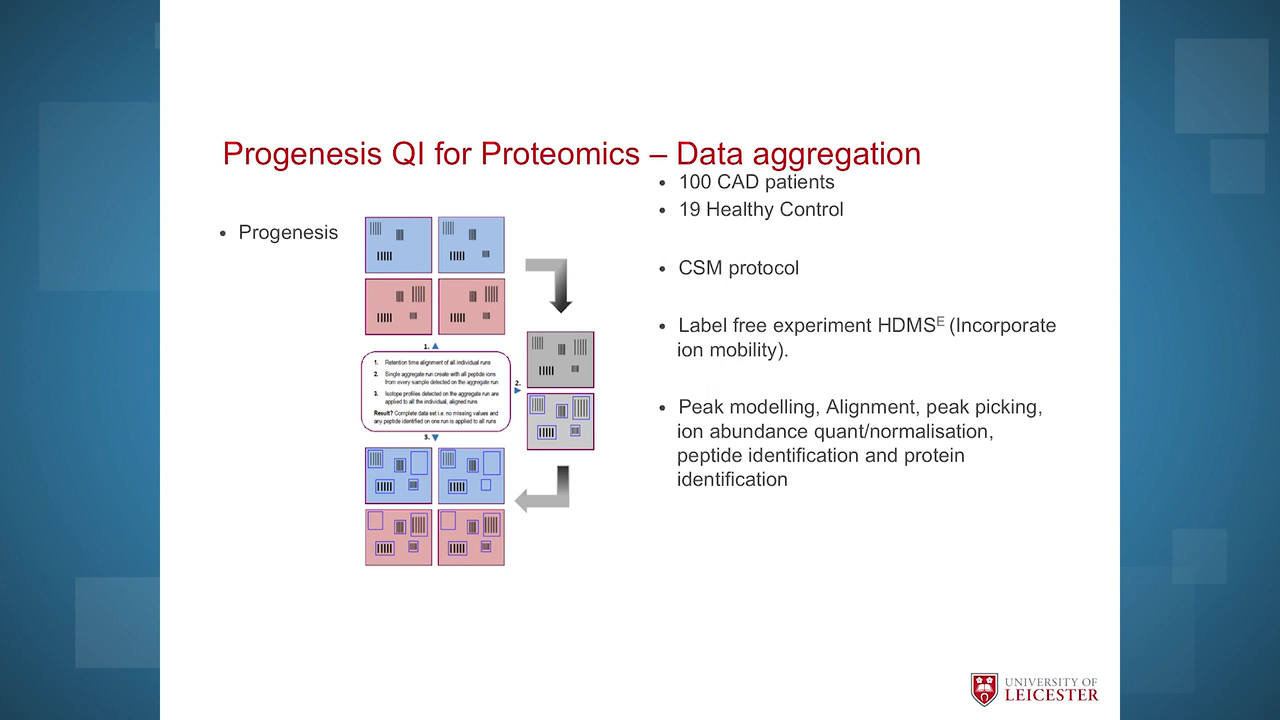 Progenesis QI for Proteomics – Data aggregation
• Progenesis
1.
1. Retention time alignment of all individual runs
2. Single aggregate run create with all peptide ions
from every sample detected on the aggregate run
3. Isotope profiles detected on the aggregate run are
applied to all the individual, aligned runs
Result? Complete data set i.e. no missing values and
any peptide identified on one run is applied to all runs
2.
3.
• 100 CAD patients
• 19 Healthy Control
• CSM protocol
• Label free experiment HDMSᴱ (Incorporate
ion mobility).
• Peak modelling, Alignment, peak picking,
ion abundance quant/normalisation,
peptide identification and protein
identification
UNIVERSITY OF
LEICESTER